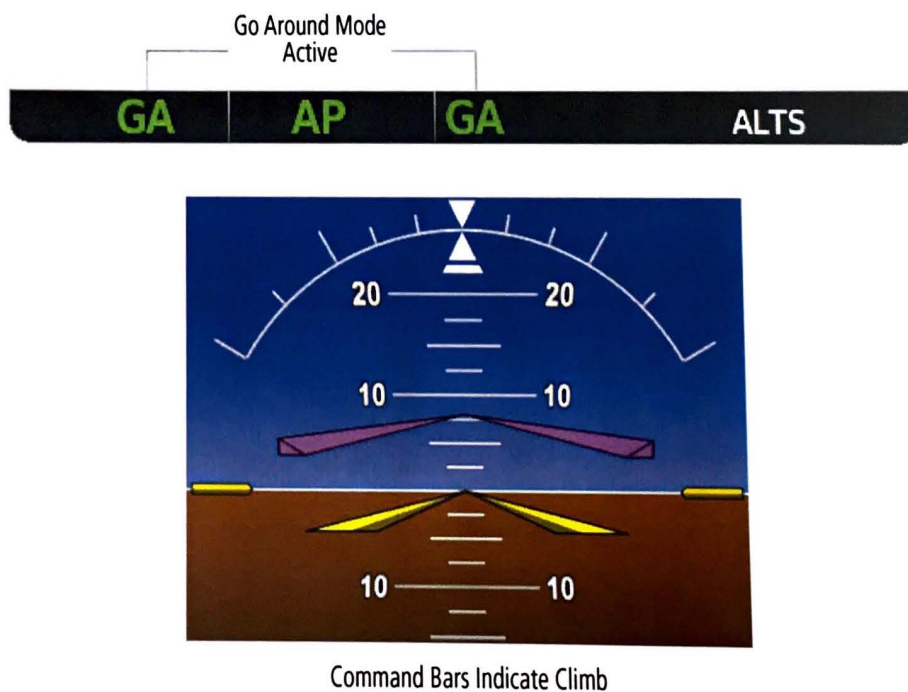 Go Around Mode
Active
GA AP GA ALTS
20 20
10 10
10 10
Command Bars Indicate Climb